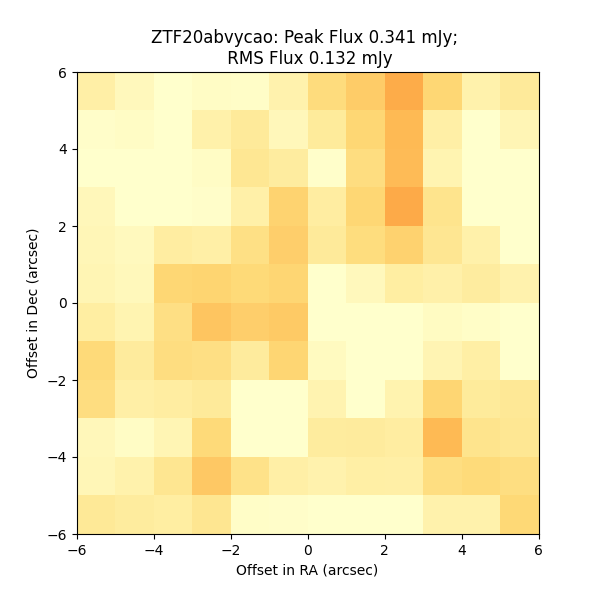 ZTF20abvycao: Peak Flux 0.341 mJy;
RMS Flux 0.132 mJy
6
4
2
0
−2
−4
−6
Offset in Dec (arcsec)
−6 −4 −2 0 2 4 6
Offset in RA (arcsec)